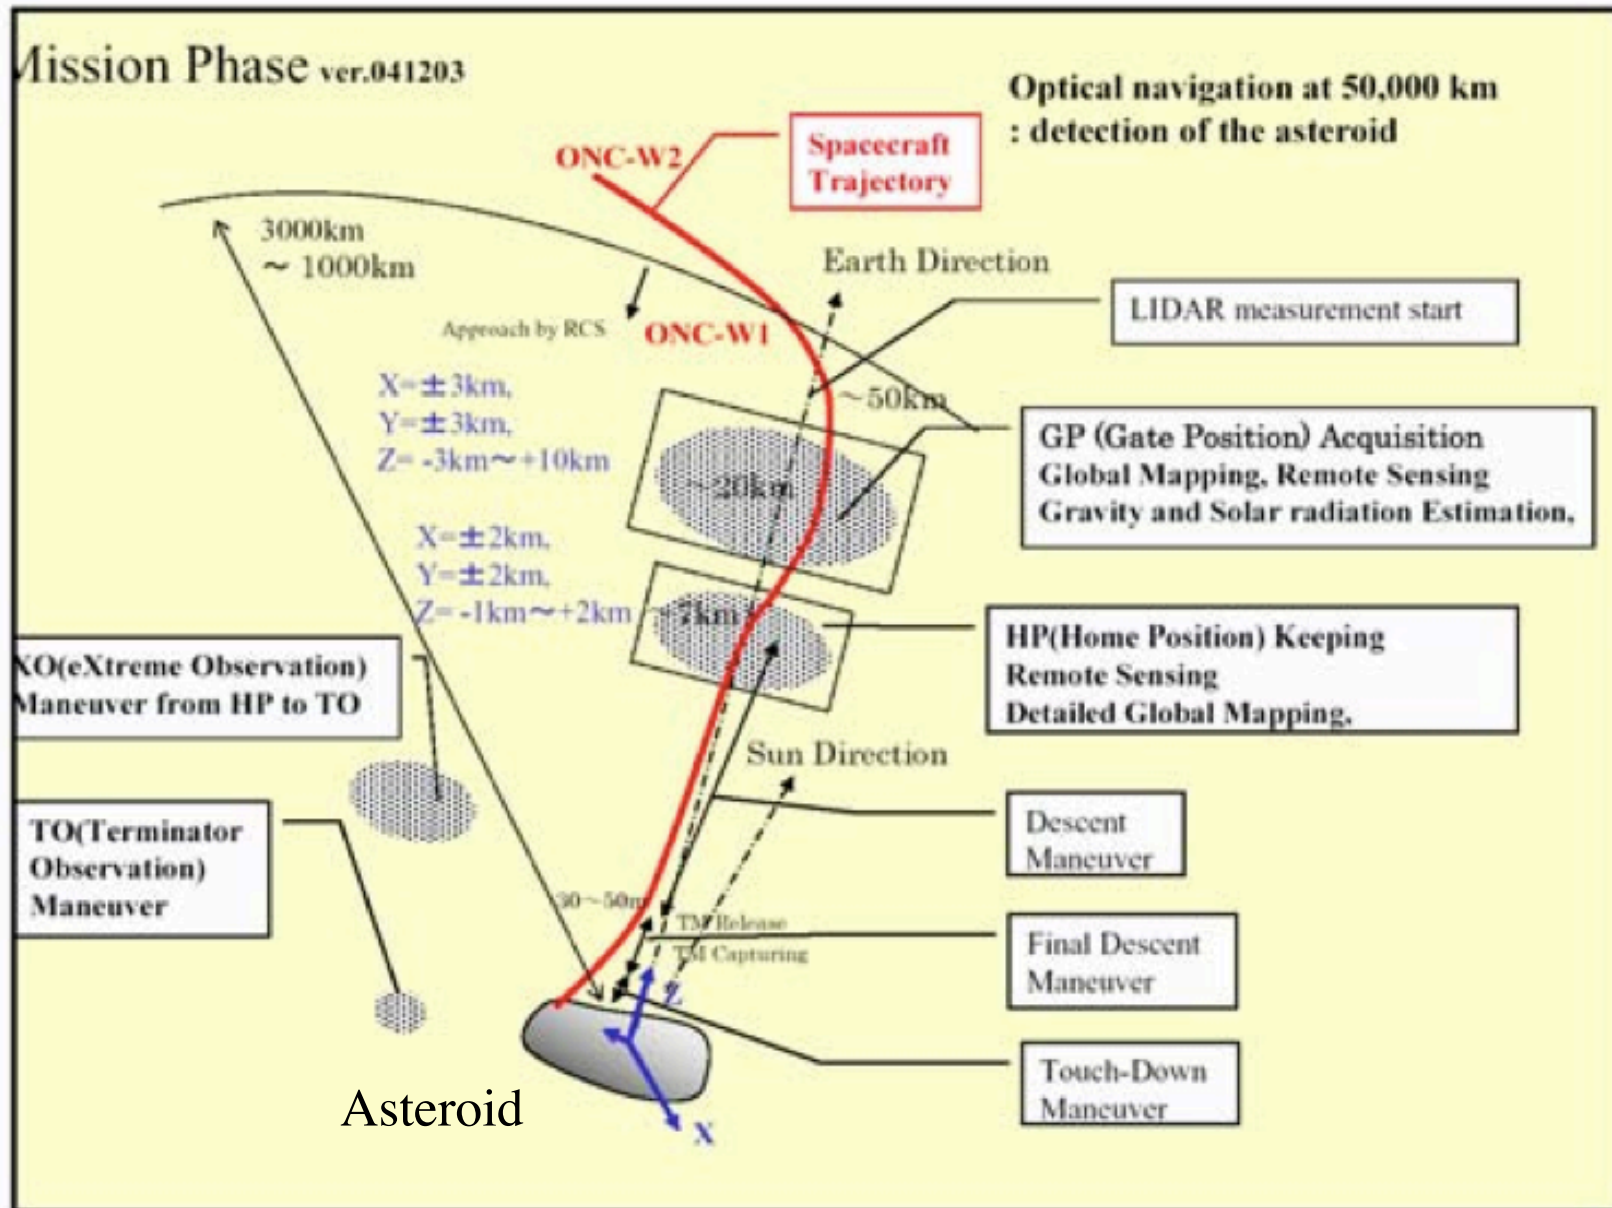 Mission Phase ver.041203
Optical navigation at 50,000 km
: detection of the asteroid
ONC-W2
Spacecraft
Trajectory
3000km
～ 1000km
Earth Direction
LIDAR measurement start
Approach by RCS
ONC-W1
X=±3km,
Y=±3km,
Z= -3km～+10km
～50km
GP (Gate Position) Acquisition
Global Mapping, Remote Sensing
Gravity and Solar radiation Estimation,
～20km
X=±2km,
Y=±2km,
Z= -1km～+2km
～7km
HP(Home Position) Keeping
Remote Sensing
Detailed Global Mapping,
XO(eXtreme Observation)
Maneuver from HP to TO
Sun Direction
TO(Terminator
Observation)
Maneuver
Descent
Maneuver
30～50m
TM Release
TM Capturing
Final Descent
Maneuver
Z
Touch-Down
Maneuver
Asteroid
X